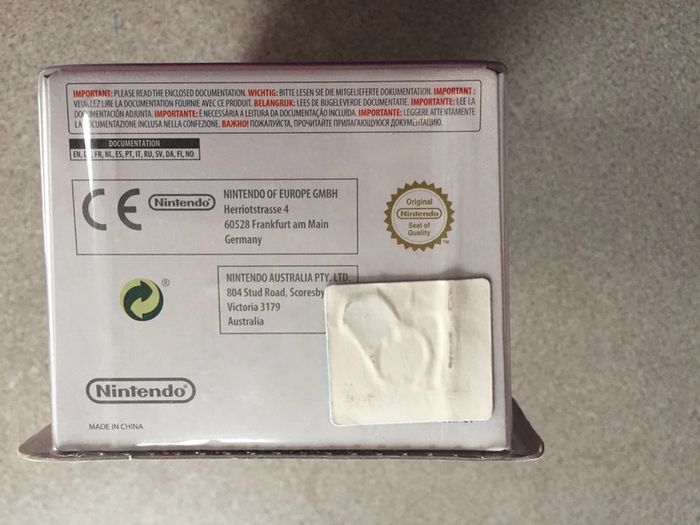 IMPORTANT: PLEASE READ THE ENCLOSED DOCUMENTATION. WICHTIG: BITTE LESEN SIE DIE MITGELIEFERTE DOKUMENTATION. IMPORTANT :
VEUILLEZ LIRE LA DOCUMENTATION FOURNIE AVEC CE PRODUIT. BELANGRIJK: LEES DE BIJGELEVERDE DOCUMENTATIE. IMPORTANTE: LEE LA
DOCUMENTACIÓN ADJUNTA. IMPORTANTE: É NECESSÁRIA A LEITURA DA DOCUMENTAÇÃO INCLUÍDA. IMPORTANTE: LEGGERE ATTENTAMENTE
LA DOCUMENTAZIONE INCLUSA NELLA CONFEZIONE. ВАЖНО! ПОЖАЛУЙСТА, ПРОЧИТАЙТЕ ПРИЛАГАЮЩУЮСЯ ДОКУМЕНТАЦИЮ.
DOCUMENTATION
EN, DE, FR, NL, ES, PT, IT, RU, SV, DA, FI, NO
CE
Nintendo
NINTENDO OF EUROPE GMBH
Herriotstrasse 4
60528 Frankfurt am Main
Germany
Original
Nintendo
Seal of
Quality
TM
®
NINTENDO AUSTRALIA PTY. LTD.
804 Stud Road, Scoresby
Victoria 3179
Australia
Nintendo®
MADE IN CHINA